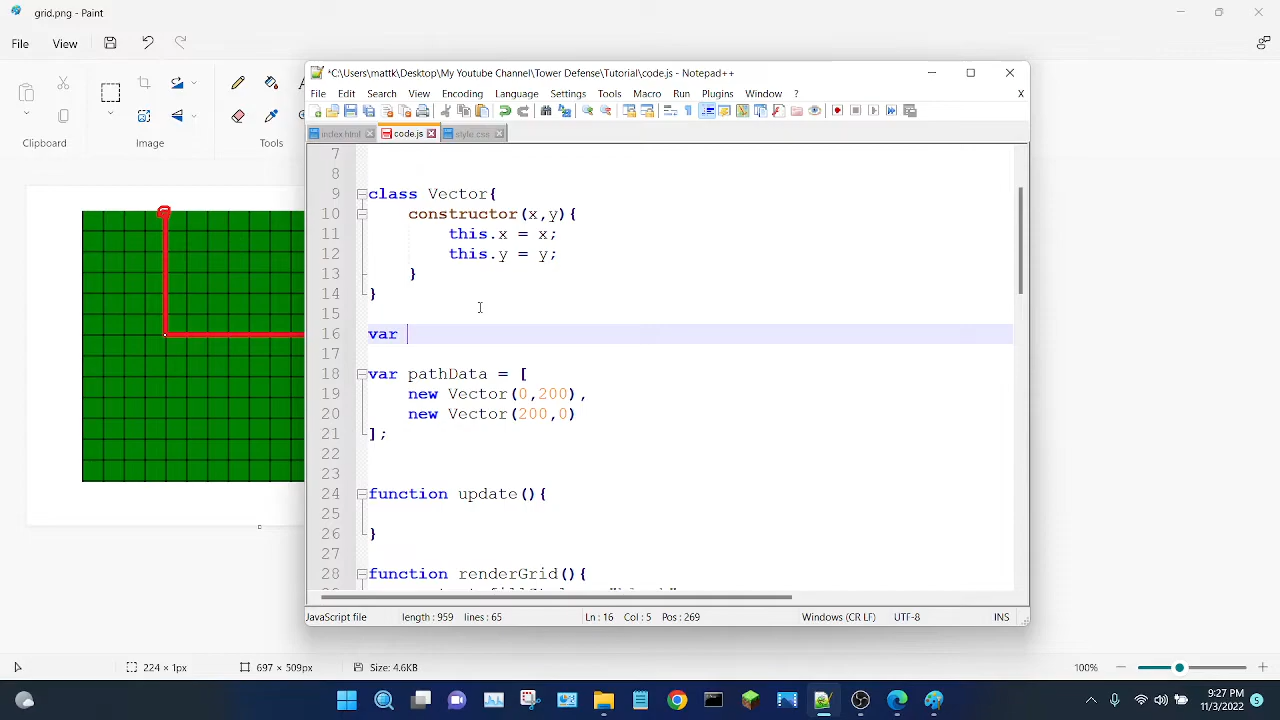 grid.png - Paint
File View
Clipboard
Image
Tools
*C:\Users\mattk\Desktop\My Youtube Channel\Tower Defense\Tutorial\code.js - Notepad++
File Edit Search View Encoding Language Settings Tools Macro Run Plugins Window ? X
index.html code.js style.css
7
8
9 class Vector{
10 constructor(x,y){
11 this.x = x;
12 this.y = y;
13 }
14 }
15
16 var
17
18 var pathData = [
19 new Vector(0,200),
20 new Vector(200,0)
21 ];
22
23
24 function update(){
25
26 }
27
28 function renderGrid(){
JavaScript file length : 959 lines : 65 Ln : 16 Col : 5 Pos : 269 Windows (CR LF) UTF-8 INS
224 × 1px 697 × 509px Size: 4.6KB 100%
9:27 PM
11/3/2022